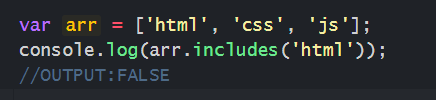 var arr = ['html', 'css', 'js'];
console.log(arr.includes('html'));
//OUTPUT:FALSE